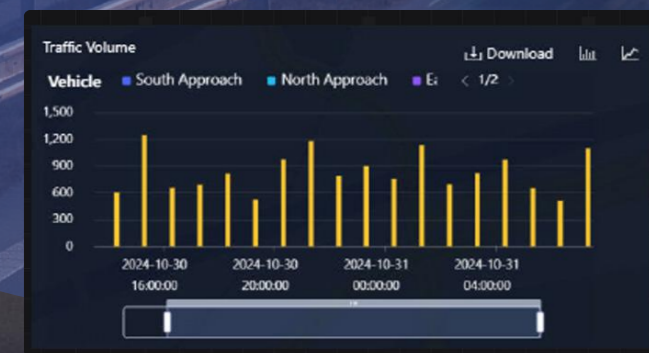 Traffic Volume
Download
Vehicle South Approach North Approach Ea 1/2
1,500
1,200
900
600
300
0
2024-10-30 2024-10-30 2024-10-31 2024-10-31
16:00:00 20:00:00 00:00:00 04:00:00